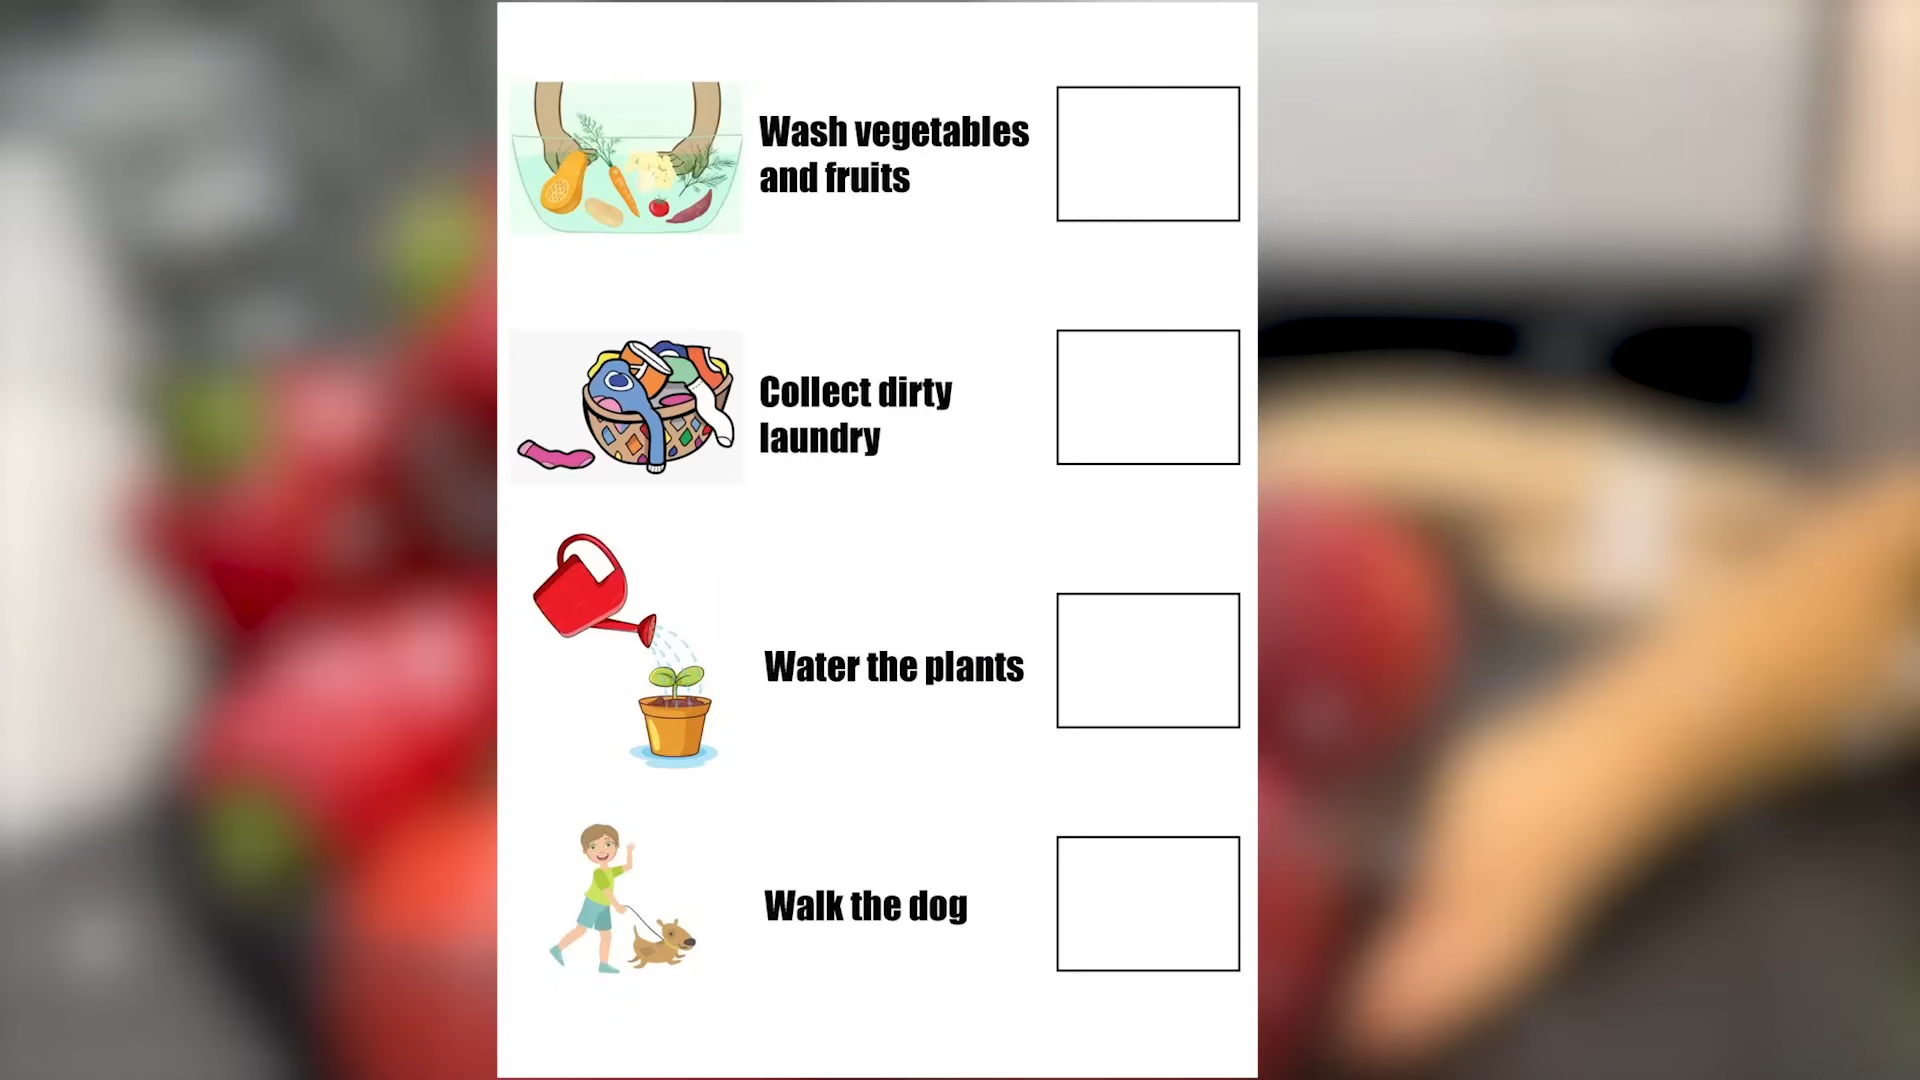 Wash vegetables
and fruits
Collect dirty
laundry
Water the plants
Walk the dog